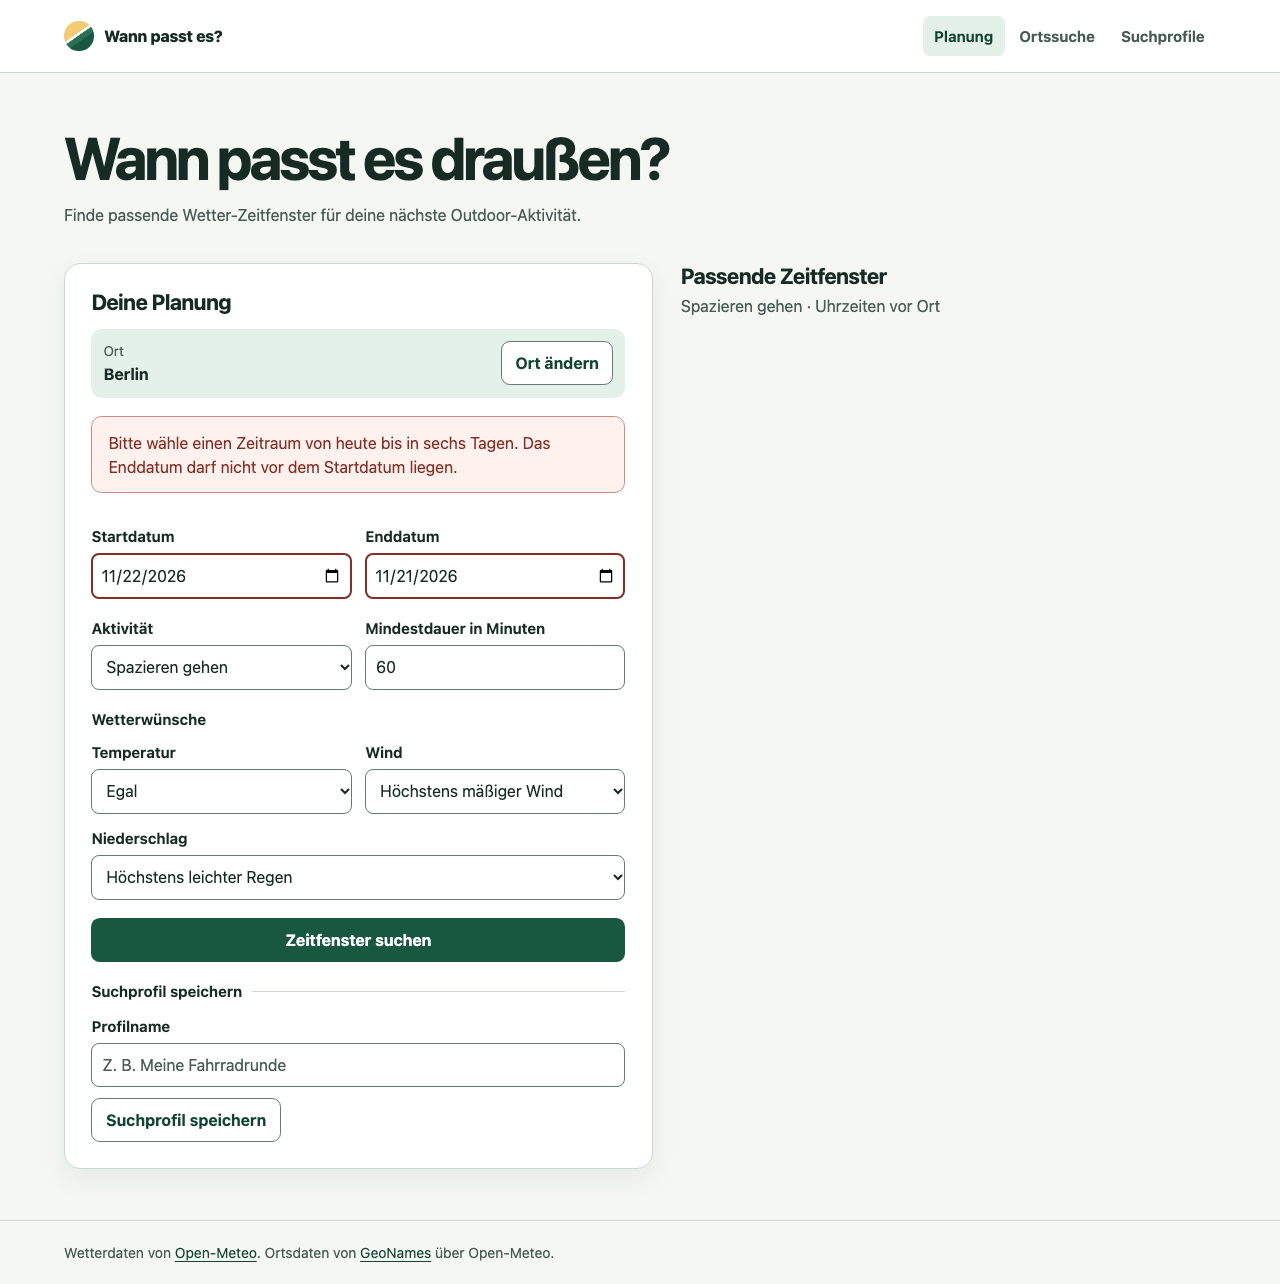 Wann passt es?
Planung
Ortssuche
Suchprofile
Wann passt es draußen?
Finde passende Wetter-Zeitfenster für deine nächste Outdoor-Aktivität.
Deine Planung
Ort
Berlin
Ort ändern
Bitte wähle einen Zeitraum von heute bis in sechs Tagen. Das
Enddatum darf nicht vor dem Startdatum liegen.
Startdatum
Enddatum
11/22/2026
11/21/2026
Aktivität
Mindestdauer in Minuten
Spazieren gehen
60
Wetterwünsche
Temperatur
Wind
Egal
Höchstens mäßiger Wind
Niederschlag
Höchstens leichter Regen
Zeitfenster suchen
Suchprofil speichern
Profilname
Z. B. Meine Fahrradrunde
Suchprofil speichern
Passende Zeitfenster
Spazieren gehen · Uhrzeiten vor Ort
Wetterdaten von Open-Meteo. Ortsdaten von GeoNames über Open-Meteo.